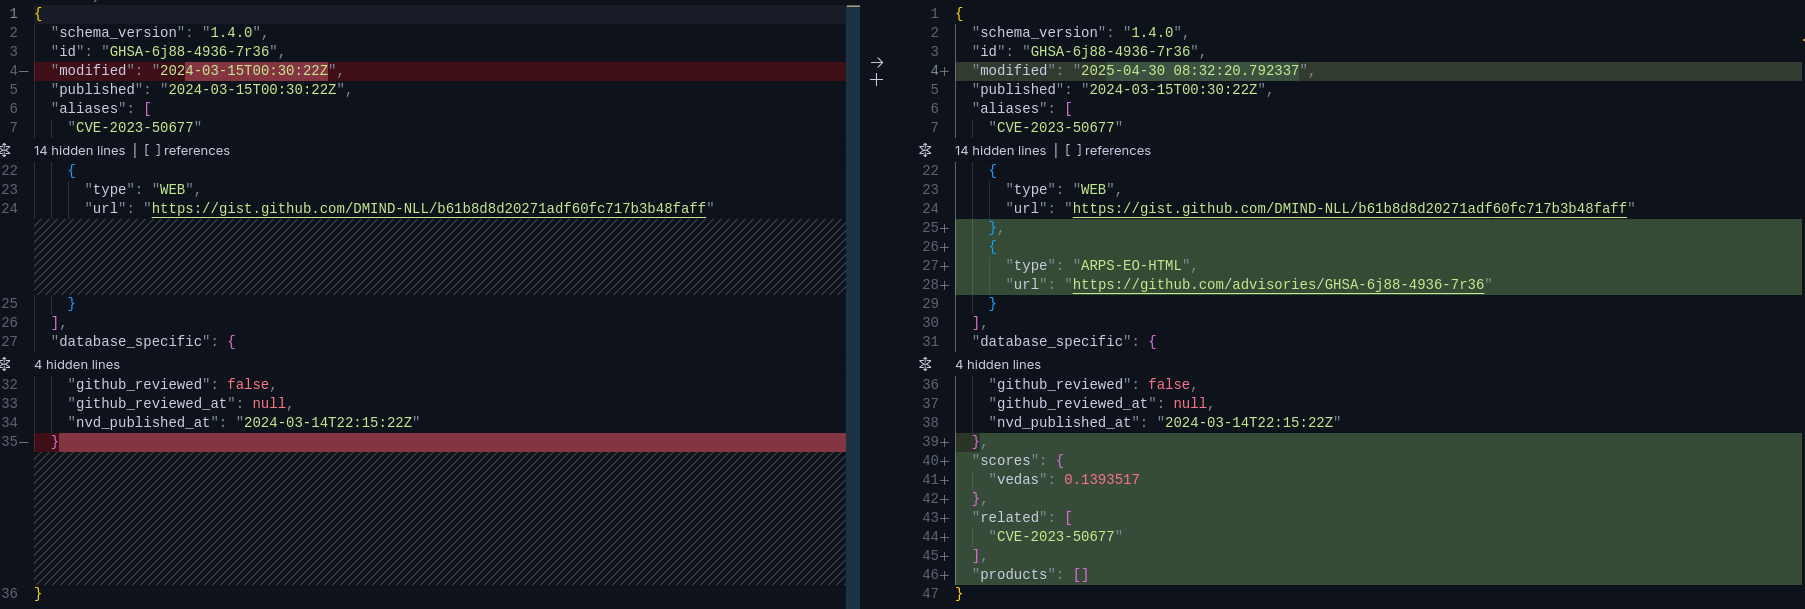 1 {
2 "schema_version": "1.4.0",
3 "id": "GHSA-6j88-4936-7r36",
4— "modified": "2024-03-15T00:30:22Z",
5 "published": "2024-03-15T00:30:22Z",
6 "aliases": [
7 "CVE-2023-50677"
14 hidden lines | [ ] references
22 {
23 "type": "WEB",
24 "url": "https://gist.github.com/DMIND-NLL/b61b8d8d20271adf60fc717b3b48faff"
25 }
26 ],
27 "database_specific": {
4 hidden lines
32 "github_reviewed": false,
33 "github_reviewed_at": null,
34 "nvd_published_at": "2024-03-14T22:15:22Z"
35— }
36 }
1 {
2 "schema_version": "1.4.0",
3 "id": "GHSA-6j88-4936-7r36",
4+ "modified": "2025-04-30 08:32:20.792337",
5 "published": "2024-03-15T00:30:22Z",
6 "aliases": [
7 "CVE-2023-50677"
14 hidden lines | [ ] references
22 {
23 "type": "WEB",
24 "url": "https://gist.github.com/DMIND-NLL/b61b8d8d20271adf60fc717b3b48faff"
25+ },
26+ {
27+ "type": "ARPS-EO-HTML",
28+ "url": "https://github.com/advisories/GHSA-6j88-4936-7r36"
29 }
30 ],
31 "database_specific": {
4 hidden lines
36 "github_reviewed": false,
37 "github_reviewed_at": null,
38 "nvd_published_at": "2024-03-14T22:15:22Z"
39+ },
40+ "scores": {
41+ "vedas": 0.1393517
42+ },
43+ "related": [
44+ "CVE-2023-50677"
45+ ],
46+ "products": []
47 }